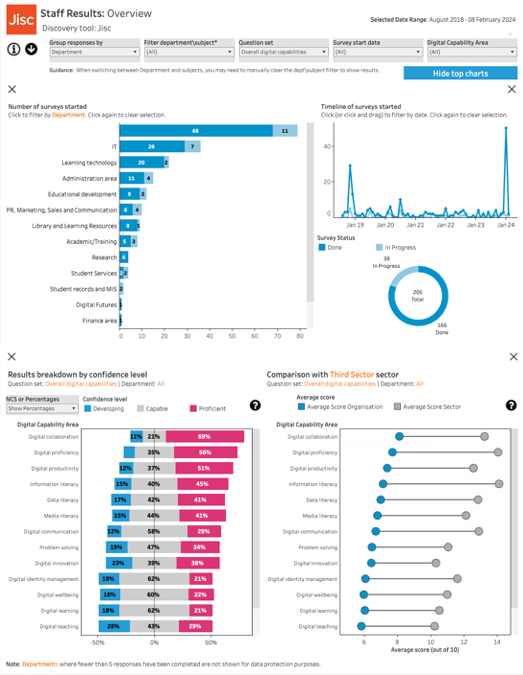 Jisc
Staff Results: Overview
Discovery tool: Jisc
Selected Date Range: August 2018 - 08 February 2024
Group responses by
Department
Filter department\subject*
(All)
Question set
Overall digital capabilities
Survey start date
(All)
Digital Capability Area
(All)
Guidance: When switching between Department and subjects, you may need to manually clear the dept\subject filter to show results.
Hide top charts
Number of surveys started
Click to filter by Department. Click again to clear selection.
68 11
IT 29 7
Learning technology 20 2
Administration area 11 4
Educational development 9 3
PR, Marketing, Sales and Communication 6 4
Library and Learning Resources 8
Academic/Training 5 3
Research 4
Student Services 2
Student records and MIS 2
Digital Futures
Finance area
0 10 20 30 40 50 60 70 80
Timeline of surveys started
Click (or click and drag) to filter by date. Click again to clear selection.
40
20
0
Jan 19 Jan 20 Jan 21 Jan 22 Jan 23 Jan 24
Survey Status
Done In Progress
39
In Progress
205
Total
166
Done
Results breakdown by confidence level
Question set: Overall digital capabilities | Department: All
NCS or Percentages
Show Percentages
Confidence level
Developing Capable Proficient
Digital Capability Area
Digital collaboration 11% 21% 69%
Digital proficiency 35% 56%
Digital productivity 12% 37% 51%
Information literacy 15% 40% 45%
Data literacy 17% 42% 41%
Media literacy 15% 44% 41%
Digital communication 12% 58% 29%
Problem solving 19% 47% 34%
Digital innovation 23% 39% 38%
Digital identity management 18% 62% 21%
Digital wellbeing 18% 60% 22%
Digital learning 18% 62% 21%
Digital teaching 28% 43% 29%
-50% 0% 50%
Comparison with Third Sector sector
Question set: Overall digital capabilities | Department: All
Average score
Average Score Organisation Average Score Sector
Digital Capability Area
Digital collaboration
Digital proficiency
Digital productivity
Information literacy
Data literacy
Media literacy
Digital communication
Problem solving
Digital innovation
Digital identity management
Digital wellbeing
Digital learning
Digital teaching
6 8 10 12 14
Average score (out of 10)
Note: Departments where fewer than 5 responses have been completed are not shown for data protection purposes.